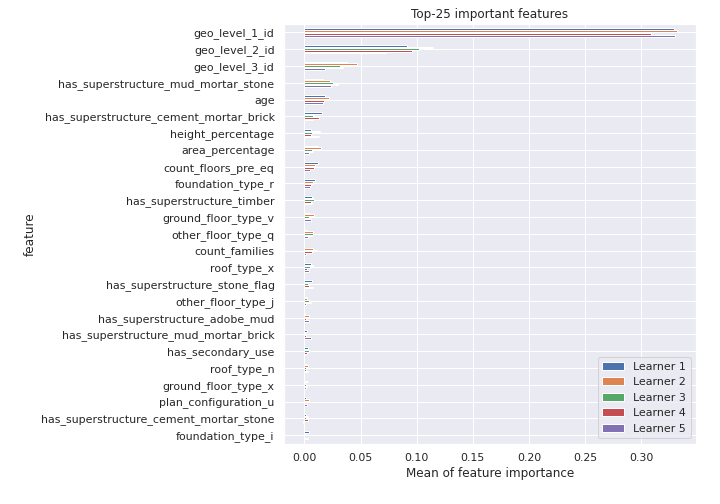 Top-25 important features
geo_level_1_id
geo_level_2_id
geo_level_3_id
has_superstructure_mud_mortar_stone
age
has_superstructure_cement_mortar_brick
height_percentage
area_percentage
count_floors_pre_eq
foundation_type_r
has_superstructure_timber
ground_floor_type_v
other_floor_type_q
count_families
roof_type_x
has_superstructure_stone_flag
other_floor_type_j
has_superstructure_adobe_mud
has_superstructure_mud_mortar_brick
has_secondary_use
roof_type_n
ground_floor_type_x
plan_configuration_u
has_superstructure_cement_mortar_stone
foundation_type_i
feature
Learner 1
Learner 2
Learner 3
Learner 4
Learner 5
0.00 0.05 0.10 0.15 0.20 0.25 0.30
Mean of feature importance